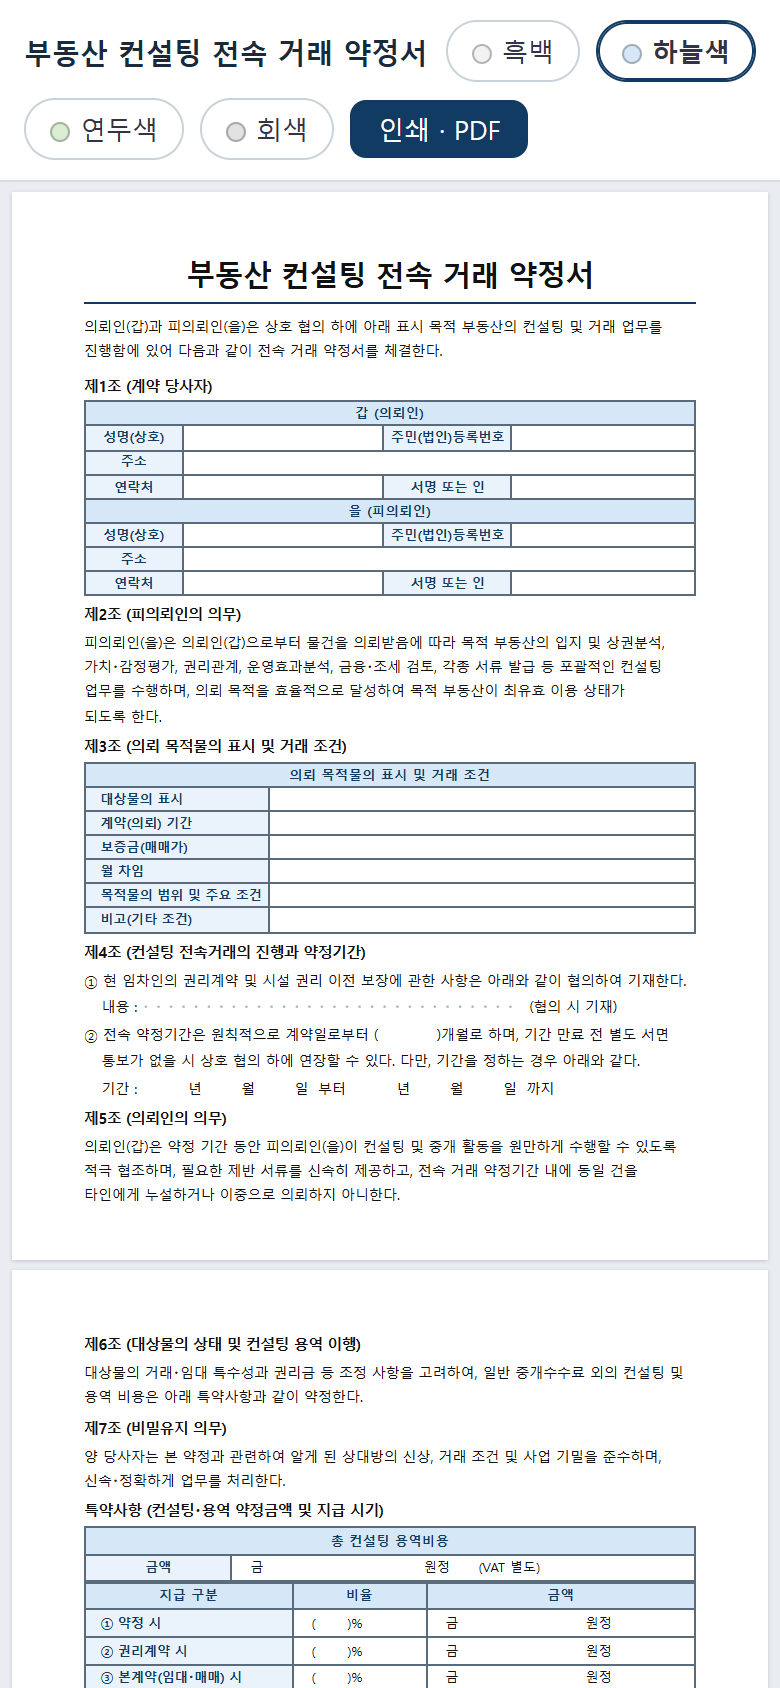 부동산 컨설팅 전속 거래 약정서
흑백
하늘색
연두색
회색
인쇄 · PDF
부동산 컨설팅 전속 거래 약정서
의뢰인(갑)과 피의뢰인(을)은 상호 협의 하에 아래 표시 목적 부동산의 컨설팅 및 거래 업무를
진행함에 있어 다음과 같이 전속 거래 약정서를 체결한다.
제1조 (계약 당사자)
갑 (의뢰인)
성명(상호) 주민(법인)등록번호
주소
연락처 서명 또는 인
을 (피의뢰인)
성명(상호) 주민(법인)등록번호
주소
연락처 서명 또는 인
제2조 (피의뢰인의 의무)
피의뢰인(을)은 의뢰인(갑)으로부터 물건을 의뢰받음에 따라 목적 부동산의 입지 및 상권분석,
가치·감정평가, 권리관계, 운영효과분석, 금융·조세 검토, 각종 서류 발급 등 포괄적인 컨설팅
업무를 수행하며, 의뢰 목적을 효율적으로 달성하여 목적 부동산이 최유효 이용 상태가
되도록 한다.
제3조 (의뢰 목적물의 표시 및 거래 조건)
의뢰 목적물의 표시 및 거래 조건
대상물의 표시
계약(의뢰) 기간
보증금(매매가)
월 차임
목적물의 범위 및 주요 조건
비고(기타 조건)
제4조 (컨설팅 전속거래의 진행과 약정기간)
① 현 임차인의 권리계약 및 시설 권리 이전 보장에 관한 사항은 아래와 같이 협의하여 기재한다.
내용 : · · · · · · · · · · · · · · · · · · · · · · · · · · · · · · (협의 시 기재)
② 전속 약정기간은 원칙적으로 계약일로부터 ( )개월로 하며, 기간 만료 전 별도 서면
통보가 없을 시 상호 협의 하에 연장할 수 있다. 다만, 기간을 정하는 경우 아래와 같다.
기간 : 년 월 일 부터 년 월 일 까지
제5조 (의뢰인의 의무)
의뢰인(갑)은 약정 기간 동안 피의뢰인(을)이 컨설팅 및 중개 활동을 원만하게 수행할 수 있도록
적극 협조하며, 필요한 제반 서류를 신속히 제공하고, 전속 거래 약정기간 내에 동일 건을
타인에게 누설하거나 이중으로 의뢰하지 아니한다.
제6조 (대상물의 상태 및 컨설팅 용역 이행)
대상물의 거래·임대 특수성과 권리금 등 조정 사항을 고려하여, 일반 중개수수료 외의 컨설팅 및
용역 비용은 아래 특약사항과 같이 약정한다.
제7조 (비밀유지 의무)
양 당사자는 본 약정과 관련하여 알게 된 상대방의 신상, 거래 조건 및 사업 기밀을 준수하며,
신속·정확하게 업무를 처리한다.
특약사항 (컨설팅·용역 약정금액 및 지급 시기)
총 컨설팅 용역비용
금액 금 원정 (VAT 별도)
지급 구분 비율 금액
① 약정 시 ( )% 금 원정
② 권리계약 시 ( )% 금 원정
③ 본계약(임대·매매) 시 ( )% 금 원정